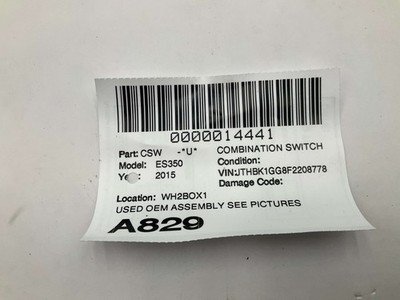 0000014441
Part: CSW -*U* COMBINATION SWITCH
Model: ES350 Condition:
2015 VIN:JTHBK1GG8F2208778
Damage Code:
Location: WH2BOX1
USED OEM ASSEMBLY SEE PICTURES
A829